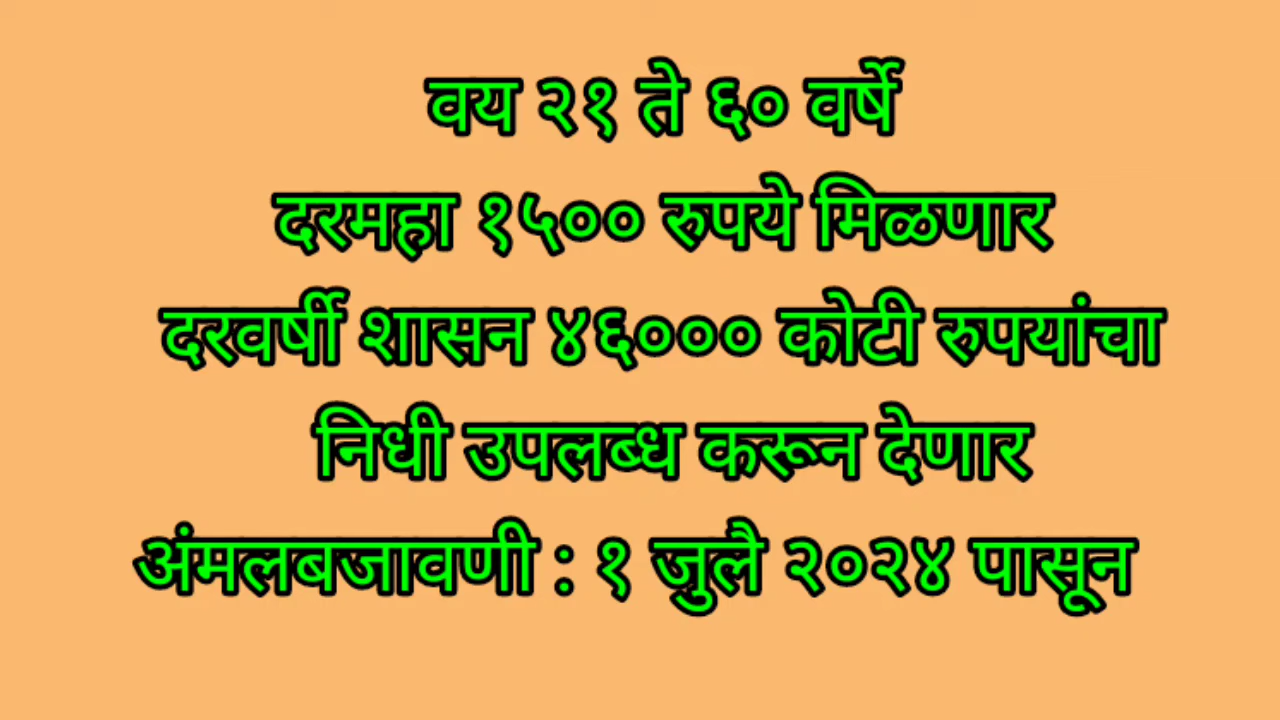 वय २१ ते ६० वर्षे
दरमहा १५०० रुपये मिळणार
दरवर्षी शासन ४६००० कोटी रुपयांचा
निधी उपलब्ध करून देणार
अंमलबजावणी : १ जुलै २०२४ पासून